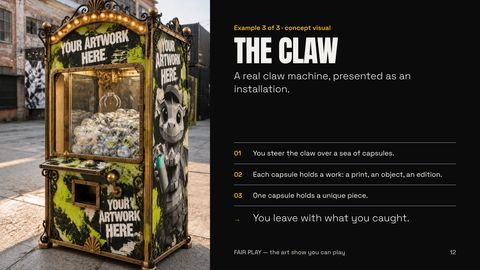 YOUR ARTWORK
HERE
YOUR
ARTWORK
HERE
YOUR
ARTWORK
HERE
Example 3 of 3 · concept visual
THE CLAW
A real claw machine, presented as an
installation.
01 You steer the claw over a sea of capsules.
02 Each capsule holds a work: a print, an object, an edition.
03 One capsule holds a unique piece.
→ You leave with what you caught.
FAIR PLAY — the art show you can play 12